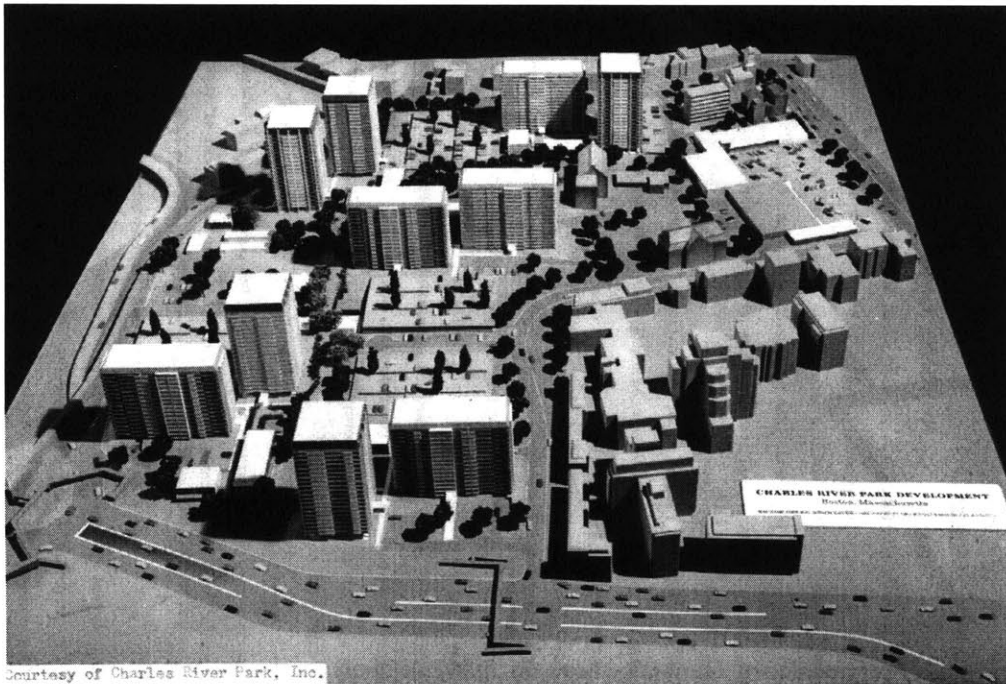 CHARLES RIVER PARK DEVELOPMENT
Boston, Massachusetts
Courtesy of Charles River Park, Inc.